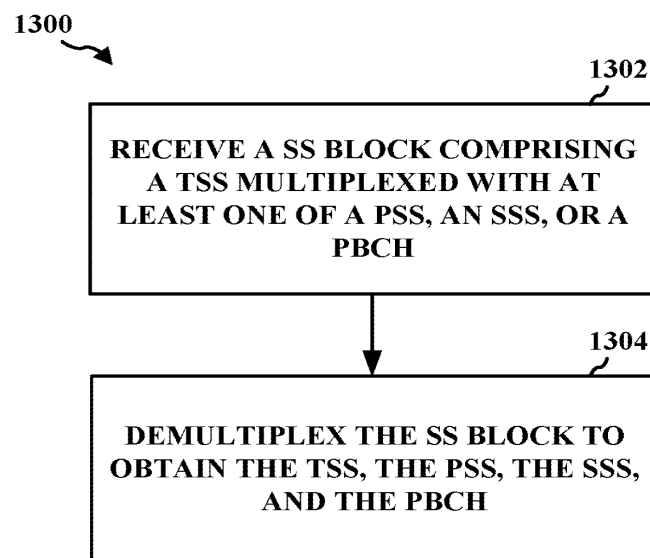 1300
1302
RECEIVE A SS BLOCK COMPRISING
A TSS MULTIPLEXED WITH AT
LEAST ONE OF A PSS, AN SSS, OR A
PBCH
1304
DEMULTIPLEX THE SS BLOCK TO
OBTAIN THE TSS, THE PSS, THE SSS,
AND THE PBCH